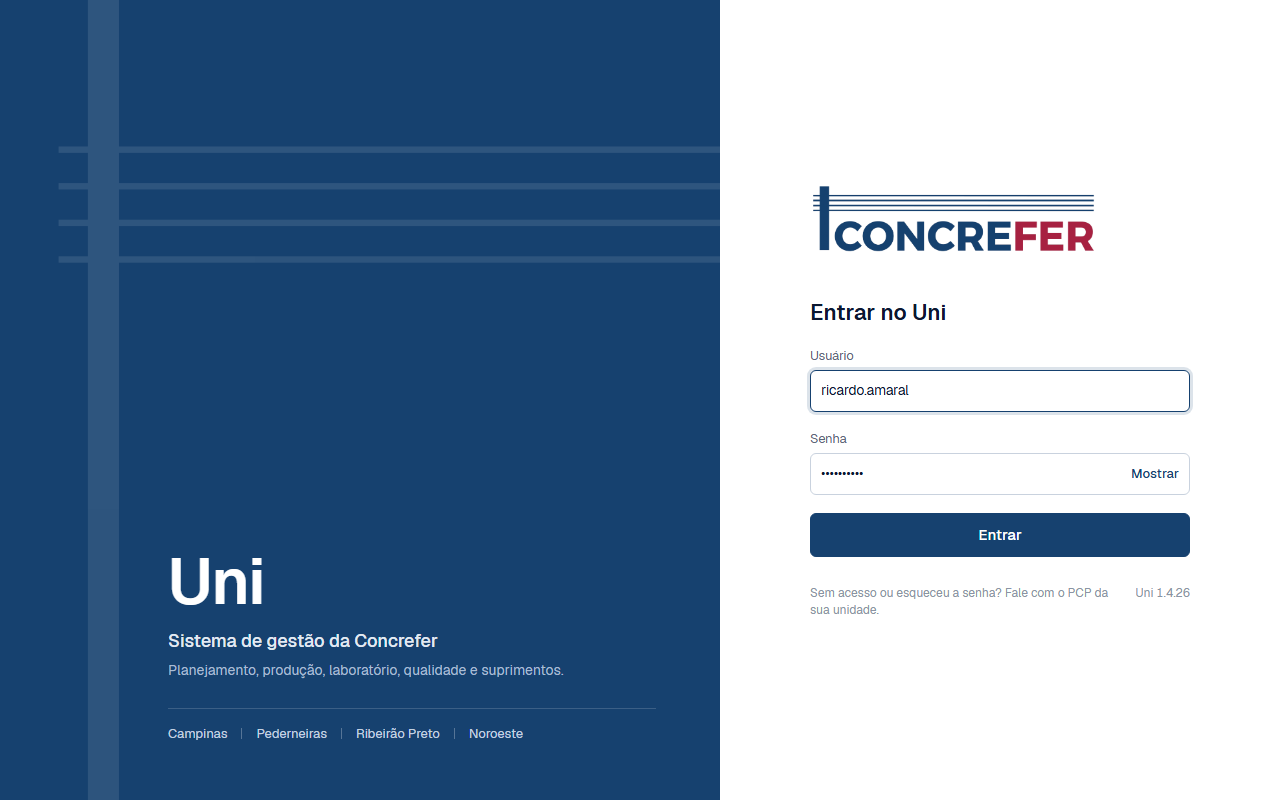 Uni
Sistema de gestão da Concrefer
Planejamento, produção, laboratório, qualidade e suprimentos.
Campinas
Pederneiras
Ribeirão Preto
Noroeste
CONCREFER
Entrar no Uni
Usuário
ricardo.amaral
Senha
••••••••••
Mostrar
Entrar
Sem acesso ou esqueceu a senha? Fale com o PCP da
sua unidade.
Uni 1.4.26